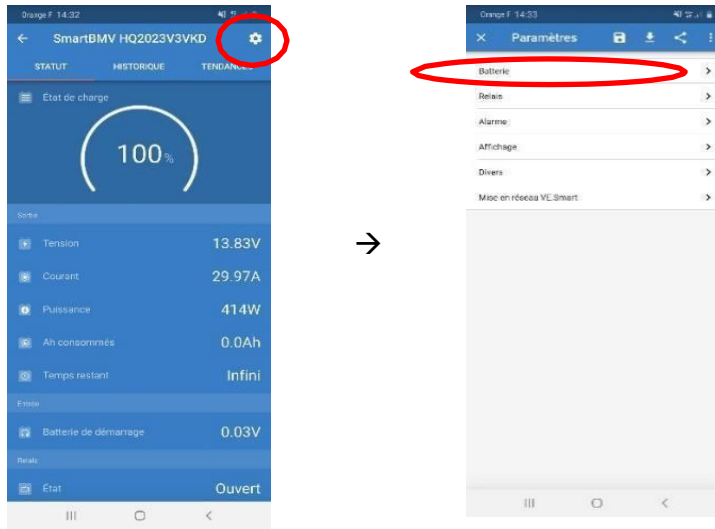 Orange F 14:32
SmartBMV HQ2023V3VKD
STATUT HISTORIQUE TENDANCES
État de charge
100%
Sortie
Tension 13.83V
Courant 29.97A
Puissance 414W
Ah consommés 0.0Ah
Temps restant Infini
Entrée
Batterie de démarrage 0.03V
Relais
État Ouvert
→
Orange F 14:33
Paramètres
Batterie
Relais
Alarme
Affichage
Divers
Mise en réseau VE.Smart